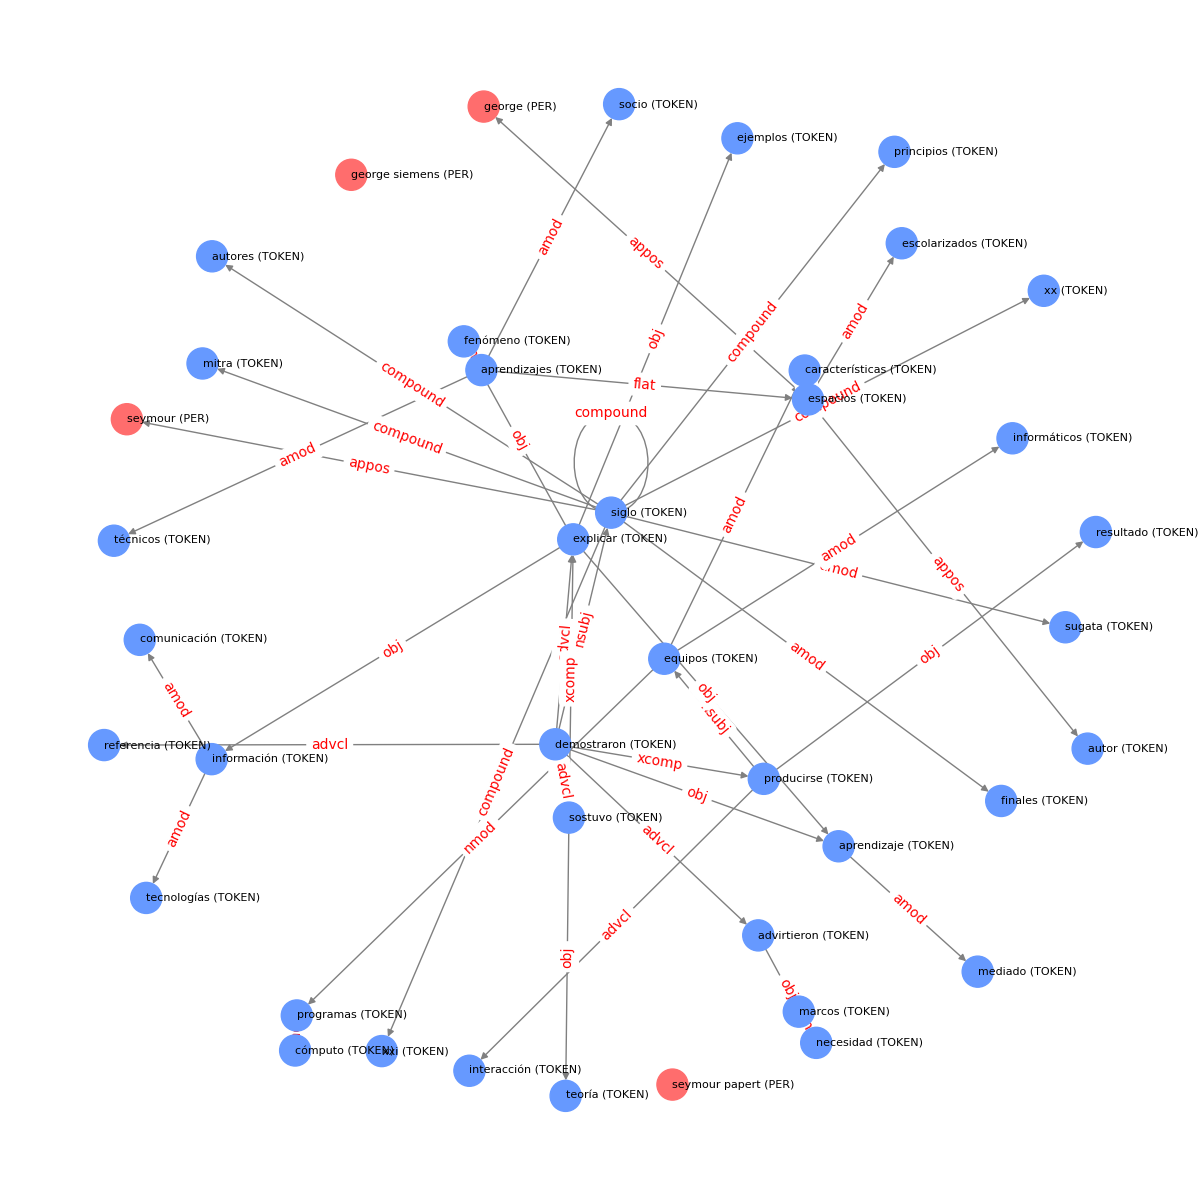 socio (TOKEN)
george (PER)
ejemplos (TOKEN)
principios (TOKEN)
george siemens (PER)
amod
escolarizados (TOKEN)
appos
autores (TOKEN)
xx (TOKEN)
amod
compound
obj
fenómeno (TOKEN)
mitra (TOKEN)
aprendizajes (TOKEN)
características (TOKEN)
flat
compound
espacios (TOKEN)
compound
seymour (PER)
compound
compound
obj
informáticos (TOKEN)
amod
appos
siglo (TOKEN)
amod
resultado (TOKEN)
técnicos (TOKEN)
explicar (TOKEN)
amod
amod
appos
sugata (TOKEN)
nsubj
comunicación (TOKEN)
advcl
obj
amod
obj
equipos (TOKEN)
xcomp
obj
amod
referencia (TOKEN)
advcl
demostraron (TOKEN)
autor (TOKEN)
información (TOKEN)
xcomp
producirse (TOKEN)
compound
advcl
obj
finales (TOKEN)
sostuvo (TOKEN)
amod
nmod
advcl
aprendizaje (TOKEN)
tecnologías (TOKEN)
amod
advcl
advirtieron (TOKEN)
obj
mediado (TOKEN)
obj
marcos (TOKEN)
programas (TOKEN)
necesidad (TOKEN)
cómputo (TOKEN)
xxi (TOKEN)
interacción (TOKEN)
seymour papert (PER)
teoría (TOKEN)